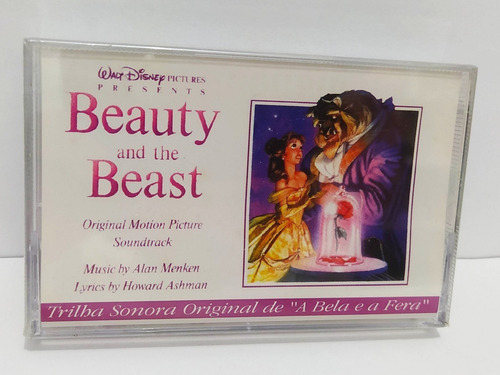 Walt Disney PICTURES
PRESENTS
Beauty
and the
Beast
Original Motion Picture
Soundtrack
Music by Alan Menken
Lyrics by Howard Ashman
Trilha Sonora Original de "A Bela e a Fera"